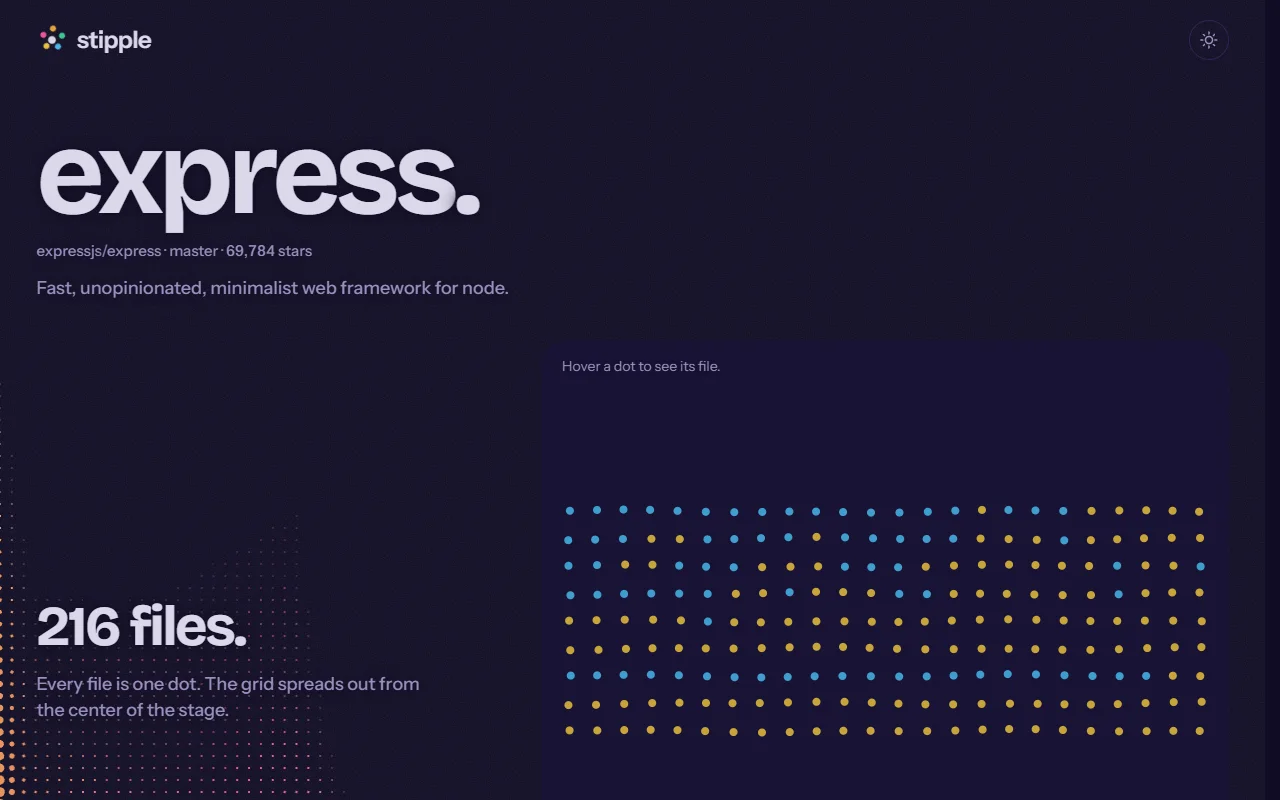 stipple
express.
expressjs/express · master · 69,784 stars
Fast, unopinionated, minimalist web framework for node.
Hover a dot to see its file.
216 files.
Every file is one dot. The grid spreads out from
the center of the stage.